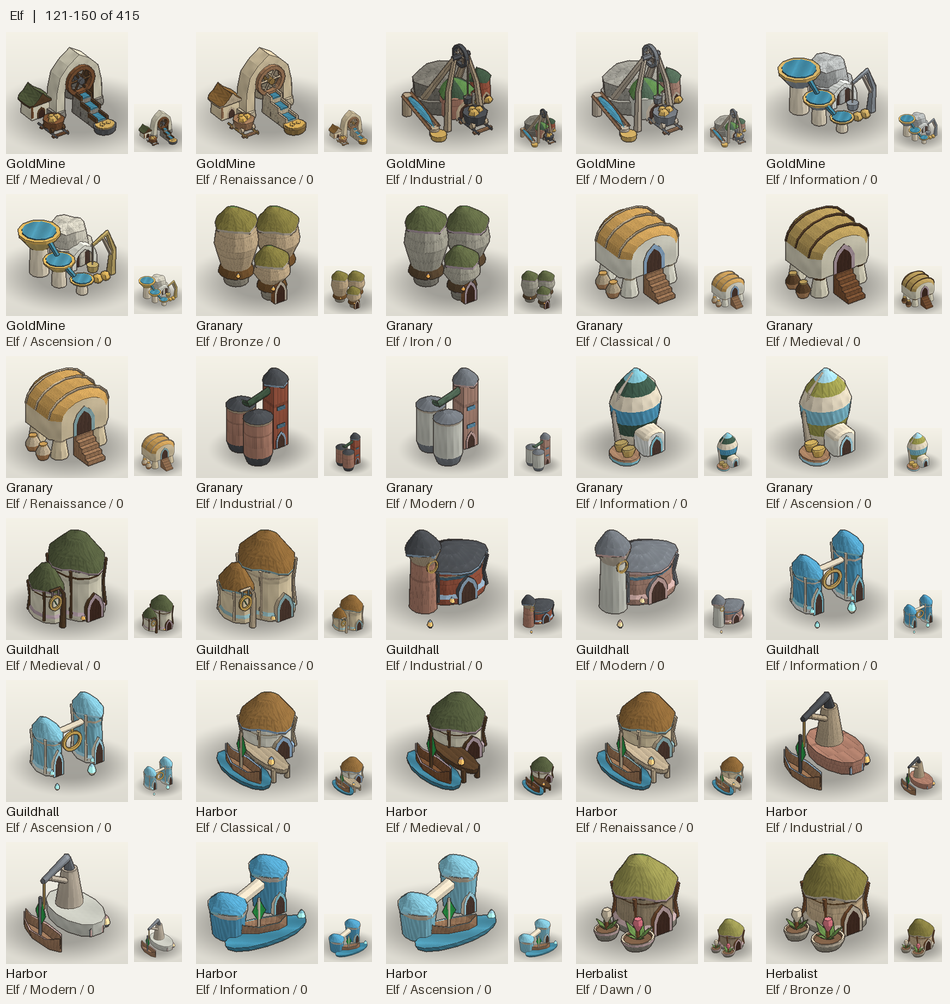 Elf | 121-150 of 415
GoldMine
Elf / Medieval / 0
GoldMine
Elf / Renaissance / 0
GoldMine
Elf / Industrial / 0
GoldMine
Elf / Modern / 0
GoldMine
Elf / Information / 0
GoldMine
Elf / Ascension / 0
Granary
Elf / Bronze / 0
Granary
Elf / Iron / 0
Granary
Elf / Classical / 0
Granary
Elf / Medieval / 0
Granary
Elf / Renaissance / 0
Granary
Elf / Industrial / 0
Granary
Elf / Modern / 0
Granary
Elf / Information / 0
Granary
Elf / Ascension / 0
Guildhall
Elf / Medieval / 0
Guildhall
Elf / Renaissance / 0
Guildhall
Elf / Industrial / 0
Guildhall
Elf / Modern / 0
Guildhall
Elf / Information / 0
Guildhall
Elf / Ascension / 0
Harbor
Elf / Classical / 0
Harbor
Elf / Medieval / 0
Harbor
Elf / Renaissance / 0
Harbor
Elf / Industrial / 0
Harbor
Elf / Modern / 0
Harbor
Elf / Information / 0
Harbor
Elf / Ascension / 0
Herbalist
Elf / Dawn / 0
Herbalist
Elf / Bronze / 0